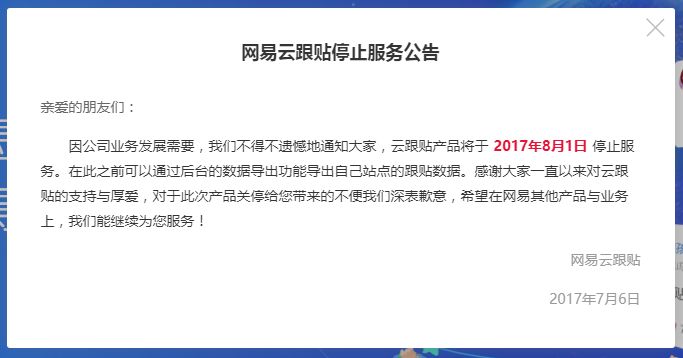 网易云跟贴停止服务公告
亲爱的朋友们：
因公司业务发展需要，我们不得不遗憾地通知大家，云跟贴产品将于 2017年8月1日 停止服
务。在此之前可以通过后台的数据导出功能导出自己站点的跟贴数据。感谢大家一直以来对云跟
贴的支持与厚爱，对于此次产品关停给您带来的不便我们深表歉意，希望在网易其他产品与业务
上，我们能继续为您服务！
网易云跟贴
2017年7月6日